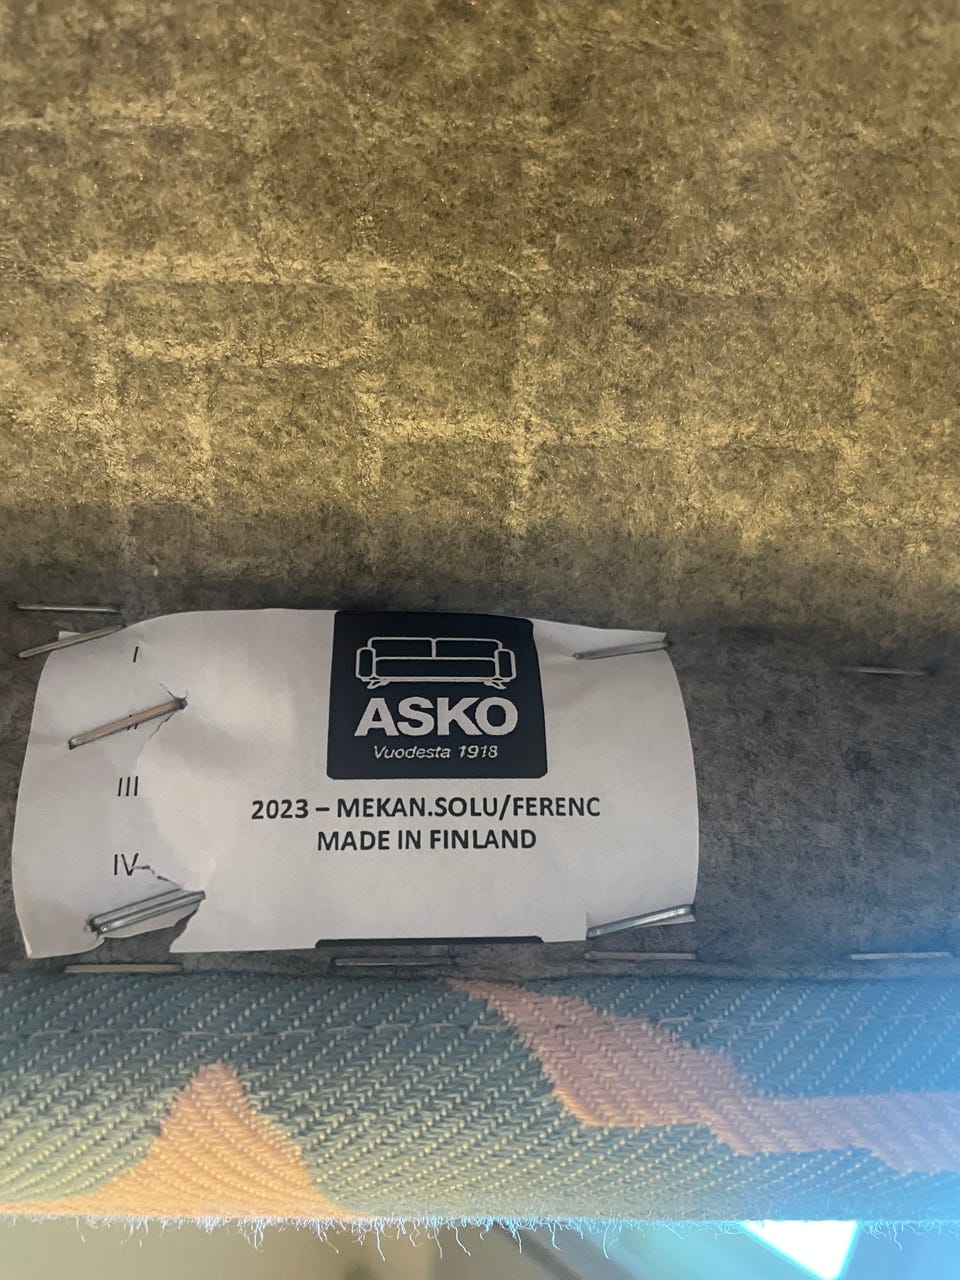 I
III
IV
ASKO
Vuodesta 1918
2023 – MEKAN.SOLU/FERENC
MADE IN FINLAND